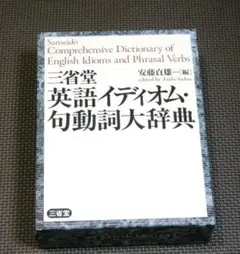 Sanseido
Comprehensive Dictionary of
English Idioms and Phrasal Verbs
三省堂
安藤貞雄[編]
edited by Ando Sadao
英語イディオム・
句動詞大辞典
三省堂